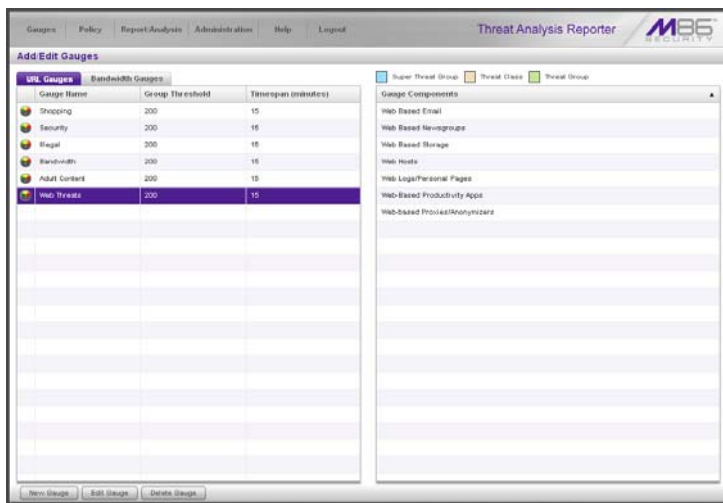 Gauges Policy Report/Analysis Administration Help Logout Threat Analysis Reporter M86 SECURITY
Add/Edit Gauges
URL Gauges Bandwidth Gauges
Super Threat Group Threat Class Threat Group
Gauge Name Group Threshold Timespan (minutes)
Shopping 200 15
Security 200 15
Illegal 200 15
Bandwidth 200 15
Adult Content 200 15
Web Threats 200 15
Gauge Components
Web Based Email
Web Based Newsgroups
Web Based Storage
Web Hosts
Web Logs/Personal Pages
Web-Based Productivity Apps
Web-based Proxies/Anonymizers
New Gauge Edit Gauge Delete Gauge